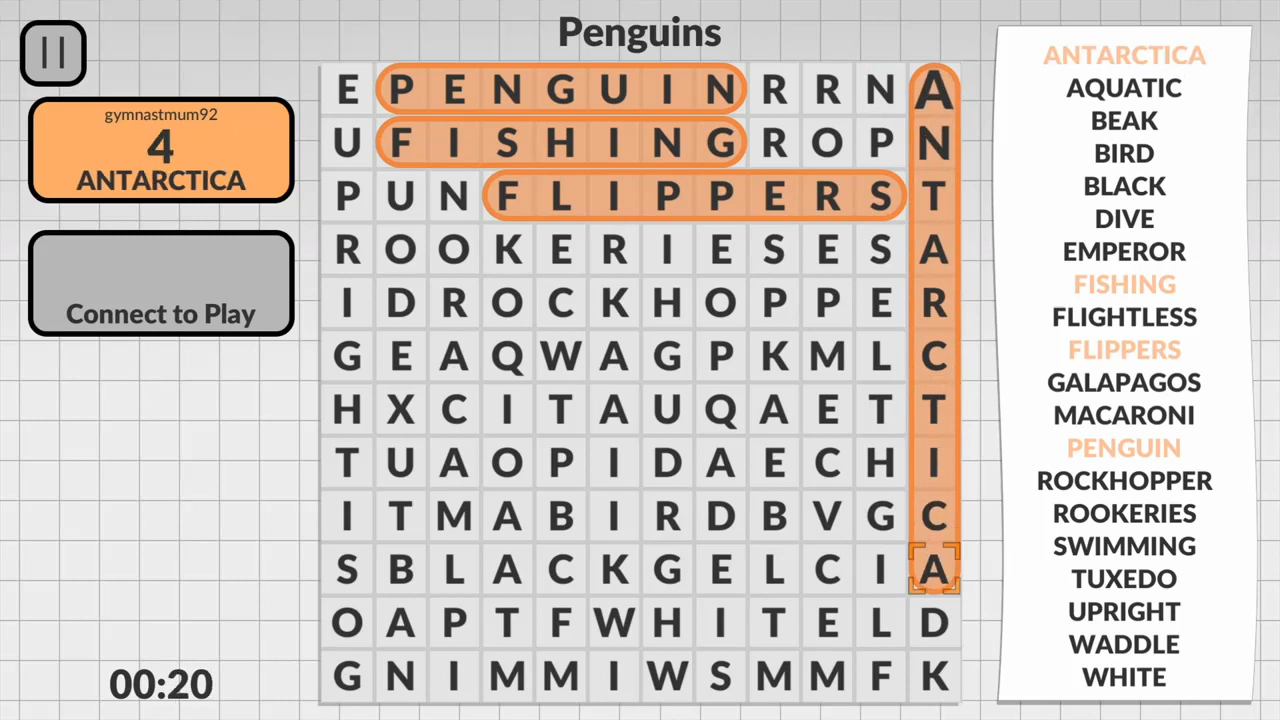 Penguins
gymnastmum92
4
ANTARCTICA
Connect to Play
00:20
E P E N G U I N R R N A
U F I S H I N G R O P N
P U N F L I P P E R S T
R O O K E R I E S E S A
I D R O C K H O P P E R
G E A Q W A G P K M L C
H X C I T A U Q A E T T
T U A O P I D A E C H I
I T M A B I R D B V G C
S B L A C K G E L C I A
O A P T F W H I T E L D
G N I M M I W S M M F K
ANTARCTICA
AQUATIC
BEAK
BIRD
BLACK
DIVE
EMPEROR
FISHING
FLIGHTLESS
FLIPPERS
GALAPAGOS
MACARONI
PENGUIN
ROCKHOPPER
ROOKERIES
SWIMMING
TUXEDO
UPRIGHT
WADDLE
WHITE